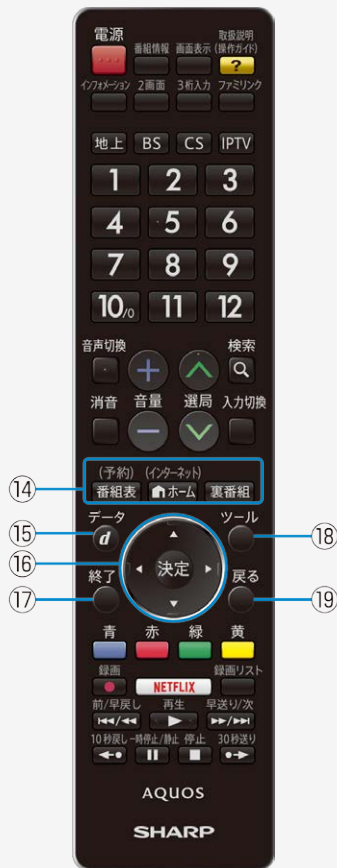 電源
番組情報 画面表示 取扱説明(操作ガイド)
?
インフォメーション 2画面 3桁入力 ファミリンク
地上 BS CS IPTV
1 2 3
4 5 6
7 8 9
10/0 11 12
音声切換 検索
+
消音 音量 選局 入力切換
−
(予約) (インターネット)
⑭ 番組表 ホーム 裏番組
データ ツール
⑮ d ⑱
⑯ 決定
終了 戻る
⑰ ⑲
青 赤 緑 黄
録画 録画リスト
NETFLIX
前/早戻し 再生 早送り/次
10秒戻し 一時停止/静止 停止 30秒送り
AQUOS
SHARP